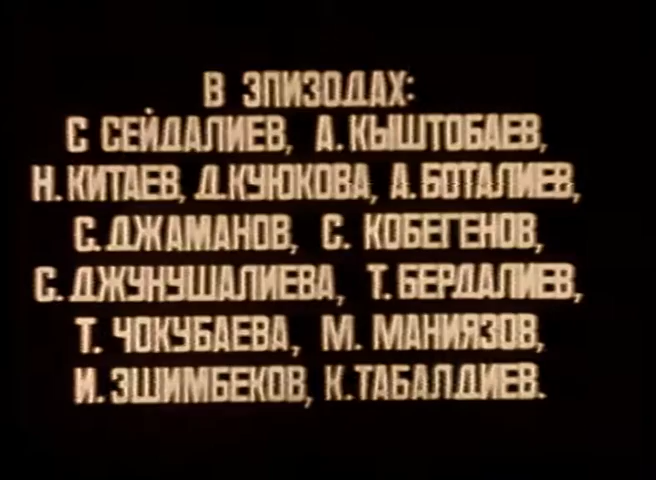 В ЭПИЗОДАХ:
С СЕЙДАЛИЕВ, А. КЫШТОБАЕВ,
Н. КИТАЕВ, Д. КУЮКОВА, А. БОТАЛИЕВ,
С. ДЖАМАНОВ, С. КОБЕГЕНОВ,
С. ДЖУНУШАЛИЕВА, Т. БЕРДАЛИЕВ,
Т. ЧОКУБАЕВА, М. МАНИЯЗОВ,
И. ЭШИМБЕКОВ, К. ТАБАЛДИЕВ.